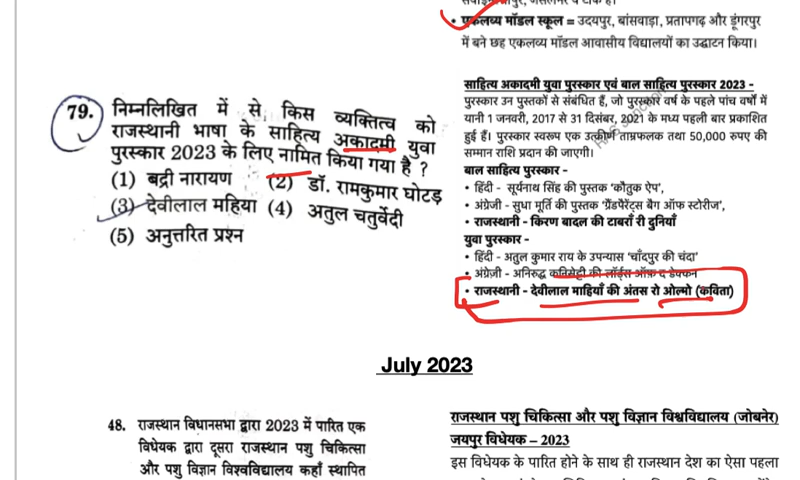 • एकलव्य मॉडल स्कूल = उदयपुर, बांसवाड़ा, प्रतापगढ़ और डूंगरपुर
में बने छह एकलव्य मॉडल आवासीय विद्यालयों का उद्घाटन किया।
79. निम्नलिखित में से किस व्यक्तित्व को
राजस्थानी भाषा के साहित्य अकादमी युवा
पुरस्कार 2023 के लिए नामित किया गया है ?
(1) बद्री नारायण (2) डॉ. रामकुमार घोटड़
(3) देवीलाल महिया (4) अतुल चतुर्वेदी
(5) अनुत्तरित प्रश्न
साहित्य अकादमी युवा पुरस्कार एवं बाल साहित्य पुरस्कार 2023 -
पुरस्कार उन पुस्तकों से संबंधित हैं, जो पुरस्कार वर्ष के पहले पांच वर्षों में
यानी 1 जनवरी, 2017 से 31 दिसंबर, 2021 के मध्य पहली बार प्रकाशित
हुई हैं। पुरस्कार स्वरूप एक उत्कीर्ण ताम्रफलक तथा 50,000 रुपए की
सम्मान राशि प्रदान की जाएगी।
बाल साहित्य पुरस्कार -
• हिंदी - सूर्यनाथ सिंह की पुस्तक 'कौतुक ऐप',
• अंग्रेजी - सुधा मूर्ति की पुस्तक 'ग्रैंडपैरेंट्स बैग ऑफ स्टोरीज',
• राजस्थानी - किरण बादल की टाबराँ री दुनियाँ
युवा पुरस्कार -
• हिंदी - अतुल कुमार राय के उपन्यास 'चाँदपुर की चंदा'
• अंग्रेजी - अनिरुद्ध कनिसेट्टी की लॉर्ड्स ऑफ़ द डेक्कन
• राजस्थानी - देवीलाल माहियाँ की अंतस रो ओल्मो (कविता)
July 2023
48. राजस्थान विधानसभा द्वारा 2023 में पारित एक
विधेयक द्वारा दूसरा राजस्थान पशु चिकित्सा
और पशु विज्ञान विश्वविद्यालय कहाँ स्थापित
राजस्थान पशु चिकित्सा और पशु विज्ञान विश्वविद्यालय (जोबनेर)
जयपुर विधेयक – 2023
इस विधेयक के पारित होने के साथ ही राजस्थान देश का ऐसा पहला